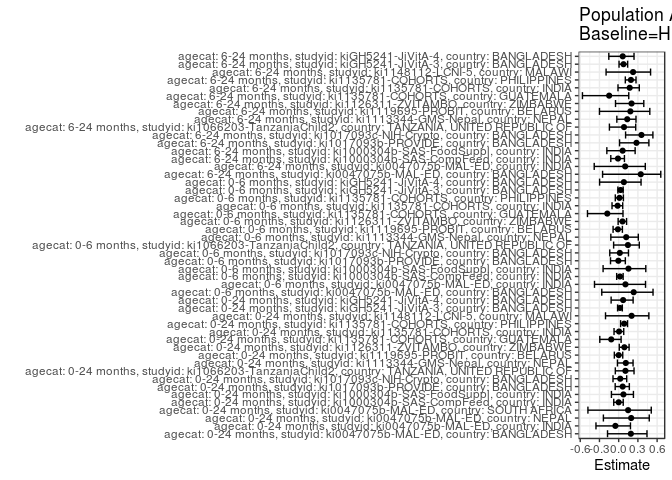 Population A
Baseline=H
agecat: 6-24 months, studyid: kiGH5241-JiVitA-4, country: BANGLADESH
agecat: 6-24 months, studyid: kiGH5241-JiVitA-3, country: BANGLADESH
agecat: 6-24 months, studyid: ki1148112-LCNI-5, country: MALAWI
agecat: 6-24 months, studyid: ki1135781-COHORTS, country: PHILIPPINES
agecat: 6-24 months, studyid: ki1135781-COHORTS, country: INDIA
agecat: 6-24 months, studyid: ki1135781-COHORTS, country: GUATEMALA
agecat: 6-24 months, studyid: ki1126311-ZVITAMBO, country: ZIMBABWE
agecat: 6-24 months, studyid: ki1119695-PROBIT, country: BELARUS
agecat: 6-24 months, studyid: ki1113344-GMS-Nepal, country: NEPAL
agecat: 6-24 months, studyid: ki1066203-TanzaniaChild2, country: TANZANIA, UNITED REPUBLIC OF
agecat: 6-24 months, studyid: ki1017093c-NIH-Crypto, country: BANGLADESH
agecat: 6-24 months, studyid: ki1017093b-PROVIDE, country: BANGLADESH
agecat: 6-24 months, studyid: ki1000304b-SAS-FoodSuppl, country: INDIA
agecat: 6-24 months, studyid: ki1000304b-SAS-CompFeed, country: INDIA
agecat: 6-24 months, studyid: ki0047075b-MAL-ED, country: INDIA
agecat: 6-24 months, studyid: ki0047075b-MAL-ED, country: BANGLADESH
agecat: 0-6 months, studyid: kiGH5241-JiVitA-4, country: BANGLADESH
agecat: 0-6 months, studyid: kiGH5241-JiVitA-3, country: BANGLADESH
agecat: 0-6 months, studyid: ki1135781-COHORTS, country: PHILIPPINES
agecat: 0-6 months, studyid: ki1135781-COHORTS, country: INDIA
agecat: 0-6 months, studyid: ki1135781-COHORTS, country: GUATEMALA
agecat: 0-6 months, studyid: ki1126311-ZVITAMBO, country: ZIMBABWE
agecat: 0-6 months, studyid: ki1119695-PROBIT, country: BELARUS
agecat: 0-6 months, studyid: ki1113344-GMS-Nepal, country: NEPAL
agecat: 0-6 months, studyid: ki1066203-TanzaniaChild2, country: TANZANIA, UNITED REPUBLIC OF
agecat: 0-6 months, studyid: ki1017093c-NIH-Crypto, country: BANGLADESH
agecat: 0-6 months, studyid: ki1017093b-PROVIDE, country: BANGLADESH
agecat: 0-6 months, studyid: ki1000304b-SAS-FoodSuppl, country: INDIA
agecat: 0-6 months, studyid: ki1000304b-SAS-CompFeed, country: INDIA
agecat: 0-6 months, studyid: ki0047075b-MAL-ED, country: INDIA
agecat: 0-6 months, studyid: ki0047075b-MAL-ED, country: BANGLADESH
agecat: 0-24 months, studyid: kiGH5241-JiVitA-4, country: BANGLADESH
agecat: 0-24 months, studyid: kiGH5241-JiVitA-3, country: BANGLADESH
agecat: 0-24 months, studyid: ki1148112-LCNI-5, country: MALAWI
agecat: 0-24 months, studyid: ki1135781-COHORTS, country: PHILIPPINES
agecat: 0-24 months, studyid: ki1135781-COHORTS, country: INDIA
agecat: 0-24 months, studyid: ki1135781-COHORTS, country: GUATEMALA
agecat: 0-24 months, studyid: ki1126311-ZVITAMBO, country: ZIMBABWE
agecat: 0-24 months, studyid: ki1119695-PROBIT, country: BELARUS
agecat: 0-24 months, studyid: ki1113344-GMS-Nepal, country: NEPAL
agecat: 0-24 months, studyid: ki1066203-TanzaniaChild2, country: TANZANIA, UNITED REPUBLIC OF
agecat: 0-24 months, studyid: ki1017093c-NIH-Crypto, country: BANGLADESH
agecat: 0-24 months, studyid: ki1017093b-PROVIDE, country: BANGLADESH
agecat: 0-24 months, studyid: ki1000304b-SAS-FoodSuppl, country: INDIA
agecat: 0-24 months, studyid: ki1000304b-SAS-CompFeed, country: INDIA
agecat: 0-24 months, studyid: ki0047075b-MAL-ED, country: SOUTH AFRICA
agecat: 0-24 months, studyid: ki0047075b-MAL-ED, country: NEPAL
agecat: 0-24 months, studyid: ki0047075b-MAL-ED, country: INDIA
agecat: 0-24 months, studyid: ki0047075b-MAL-ED, country: BANGLADESH
-0.6 -0.3 0.0 0.3 0.6
Estimate